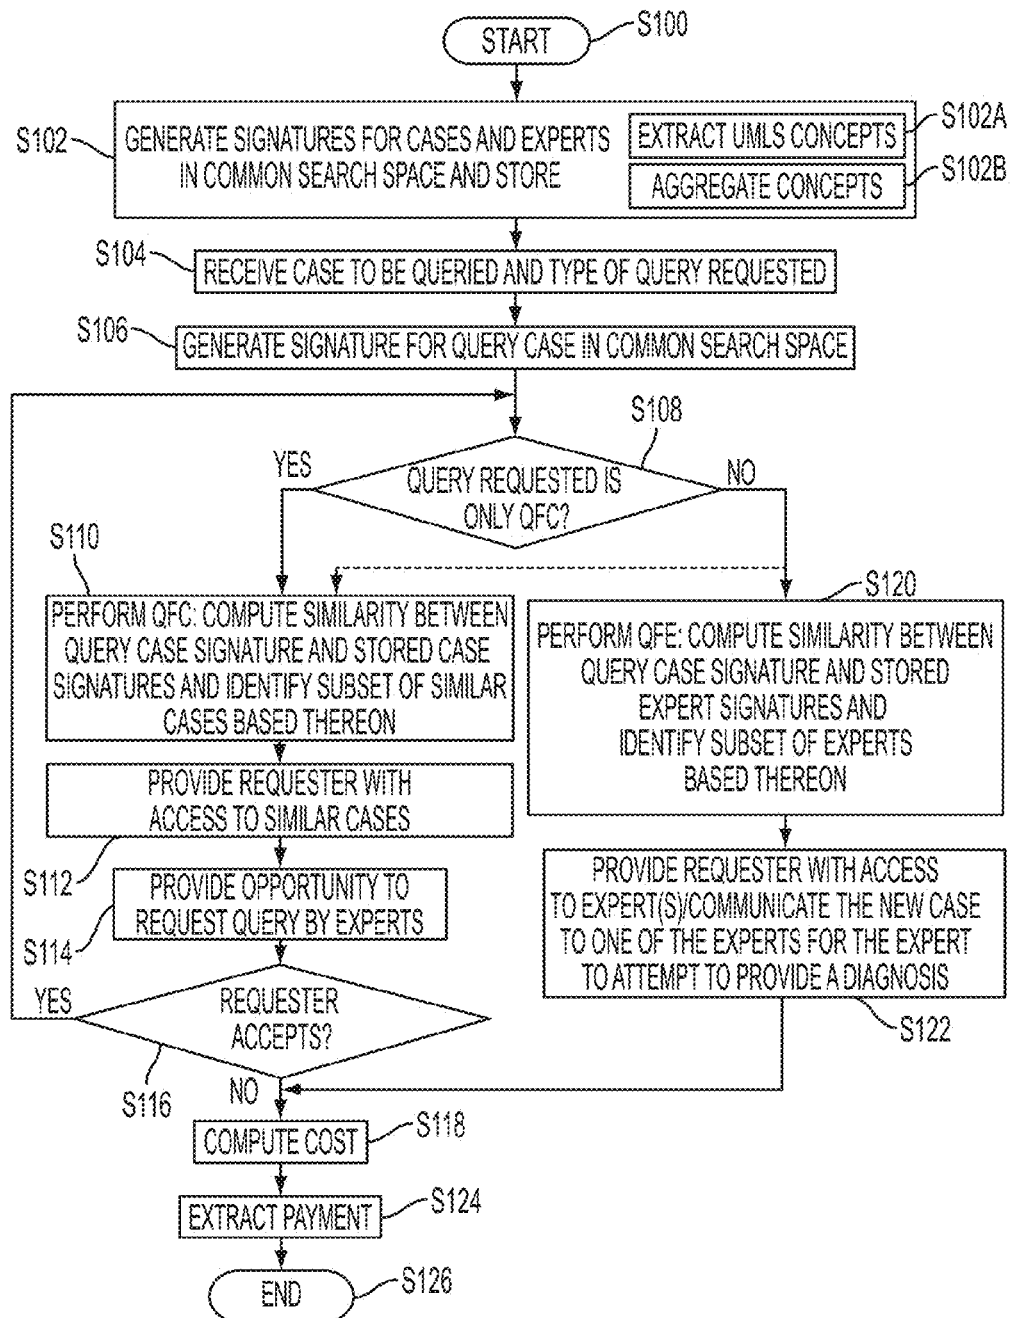 START
S100
S102
GENERATE SIGNATURES FOR CASES AND EXPERTS
IN COMMON SEARCH SPACE AND STORE
EXTRACT UMLS CONCEPTS
S102A
AGGREGATE CONCEPTS
S102B
S104
RECEIVE CASE TO BE QUERIED AND TYPE OF QUERY REQUESTED
S106
GENERATE SIGNATURE FOR QUERY CASE IN COMMON SEARCH SPACE
S108
YES
QUERY REQUESTED IS
ONLY QFC?
NO
S110
PERFORM QFC: COMPUTE SIMILARITY BETWEEN
QUERY CASE SIGNATURE AND STORED CASE
SIGNATURES AND IDENTIFY SUBSET OF SIMILAR
CASES BASED THEREON
S120
PERFORM QFE: COMPUTE SIMILARITY BETWEEN
QUERY CASE SIGNATURE AND STORED
EXPERT SIGNATURES AND
IDENTIFY SUBSET OF EXPERTS
BASED THEREON
PROVIDE REQUESTER WITH
ACCESS TO SIMILAR CASES
S112
PROVIDE OPPORTUNITY TO
REQUEST QUERY BY EXPERTS
S114
PROVIDE REQUESTER WITH ACCESS
TO EXPERT(S)/COMMUNICATE THE NEW CASE
TO ONE OF THE EXPERTS FOR THE EXPERT
TO ATTEMPT TO PROVIDE A DIAGNOSIS
S122
YES
REQUESTER
ACCEPTS?
S116
NO
COMPUTE COST
S118
EXTRACT PAYMENT
S124
END
S126